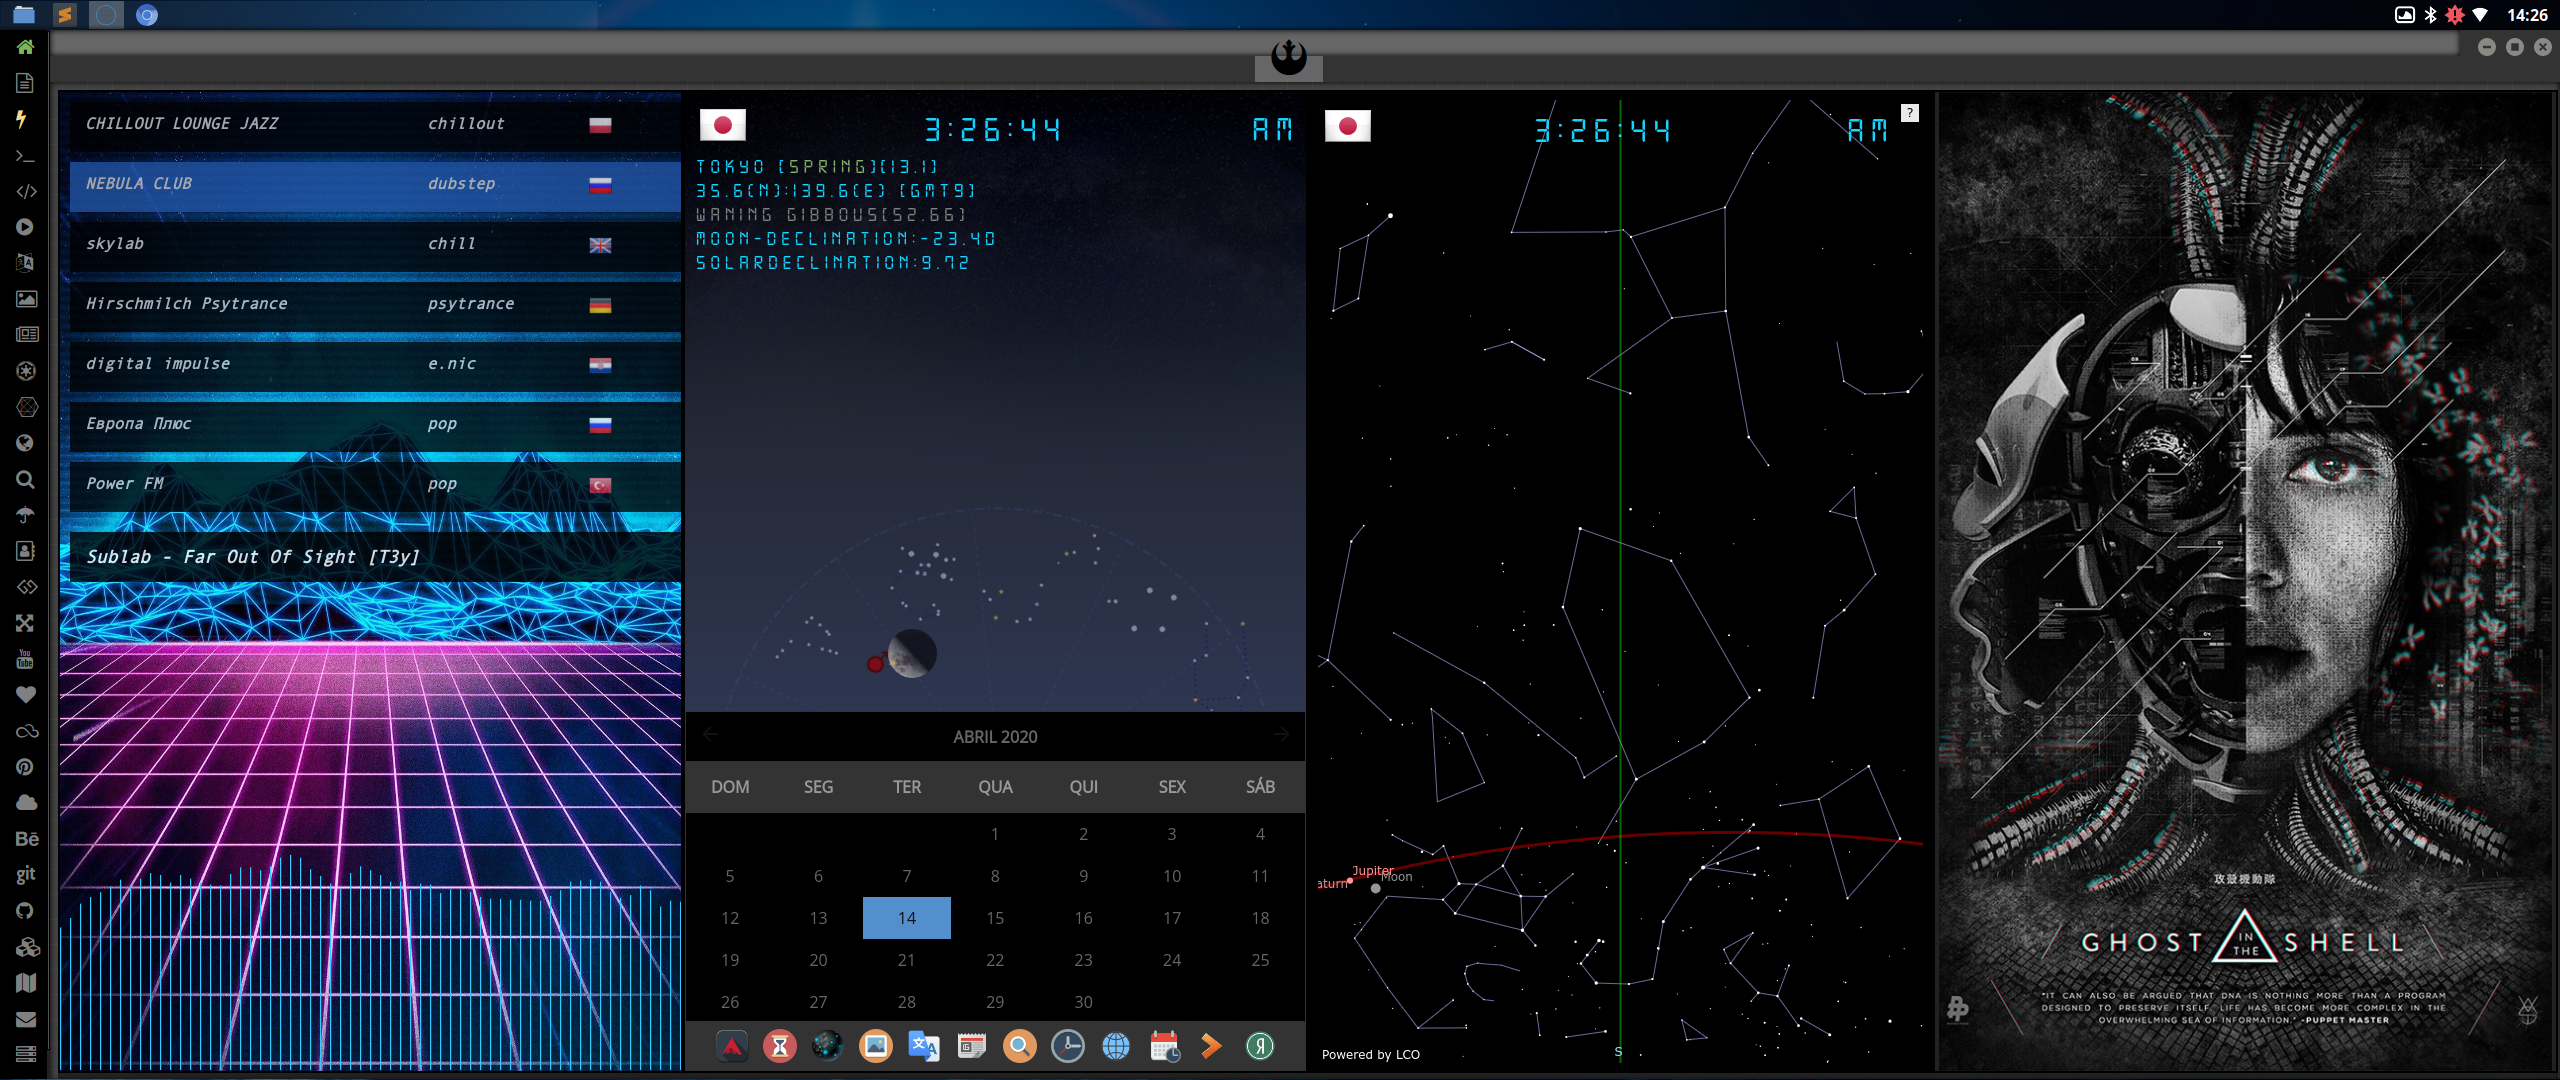 14:26
CHILLOUT LOUNGE JAZZ chillout
NEBULA CLUB dubstep
skylab chill
Hirschmilch Psytrance psytrance
digital impulse e.nic
Европа Плюс pop
Power FM pop
Sublab - Far Out Of Sight [T3y]
You
Tube
Bē
git
3:26:44 AM
TOKYO [SPRING][13.1]
35.6(N):139.6(E) [GMT9]
WANING GIBBOUS[52.66]
MOON-DECLINATION:-23.40
SOLARDECLINATION:9.72
ABRIL 2020
DOM SEG TER QUA QUI SEX SÁB
1 2 3 4
5 6 7 8 9 10 11
12 13 14 15 16 17 18
19 20 21 22 23 24 25
26 27 28 29 30
3:26:44 AM
?
Jupiter
Moon
aturn
S
Powered by LCO
攻殻機動隊
GHOST IN THE SHELL
"IT CAN ALSO BE ARGUED THAT DNA IS NOTHING MORE THAN A PROGRAM
DESIGNED TO PRESERVE ITSELF. LIFE HAS BECOME MORE COMPLEX IN THE
OVERWHELMING SEA OF INFORMATION." -PUPPET MASTER